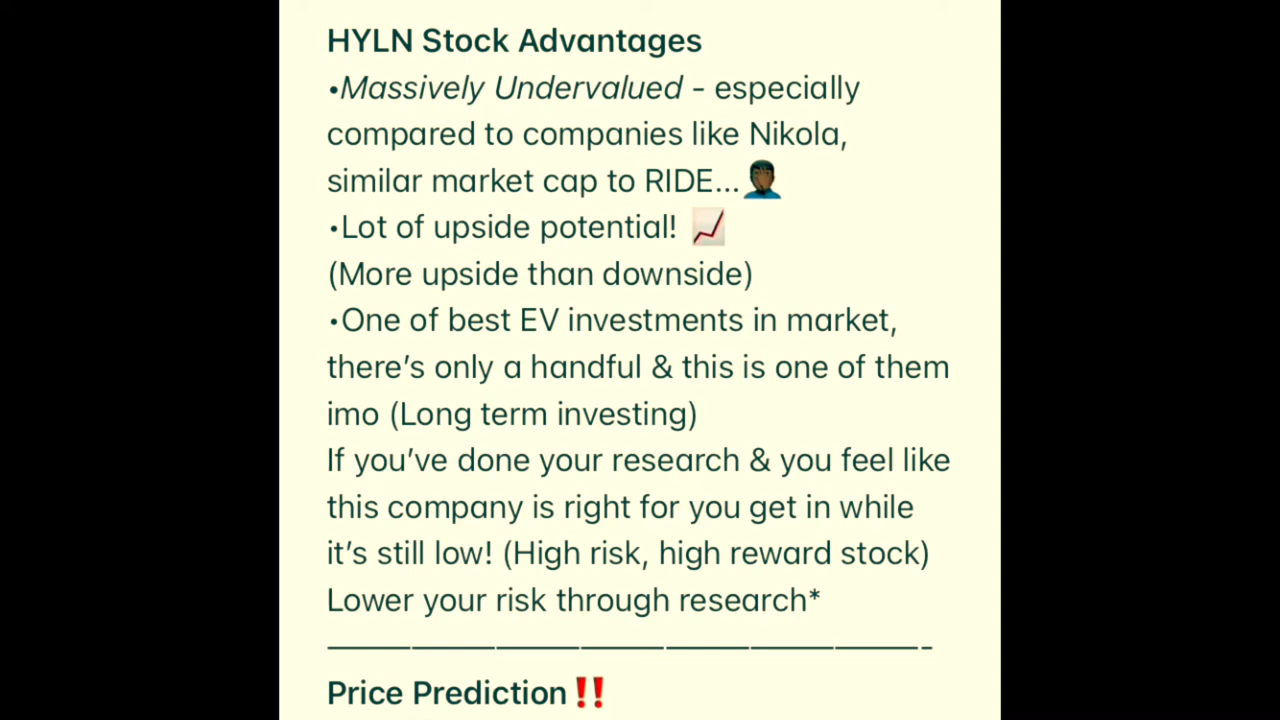 HYLN Stock Advantages
•Massively Undervalued - especially
compared to companies like Nikola,
similar market cap to RIDE...🤦🏾‍♂️
•Lot of upside potential! 📈
(More upside than downside)
•One of best EV investments in market,
there’s only a handful & this is one of them
imo (Long term investing)
If you’ve done your research & you feel like
this company is right for you get in while
it’s still low! (High risk, high reward stock)
Lower your risk through research*
———————————————————-
Price Prediction‼️